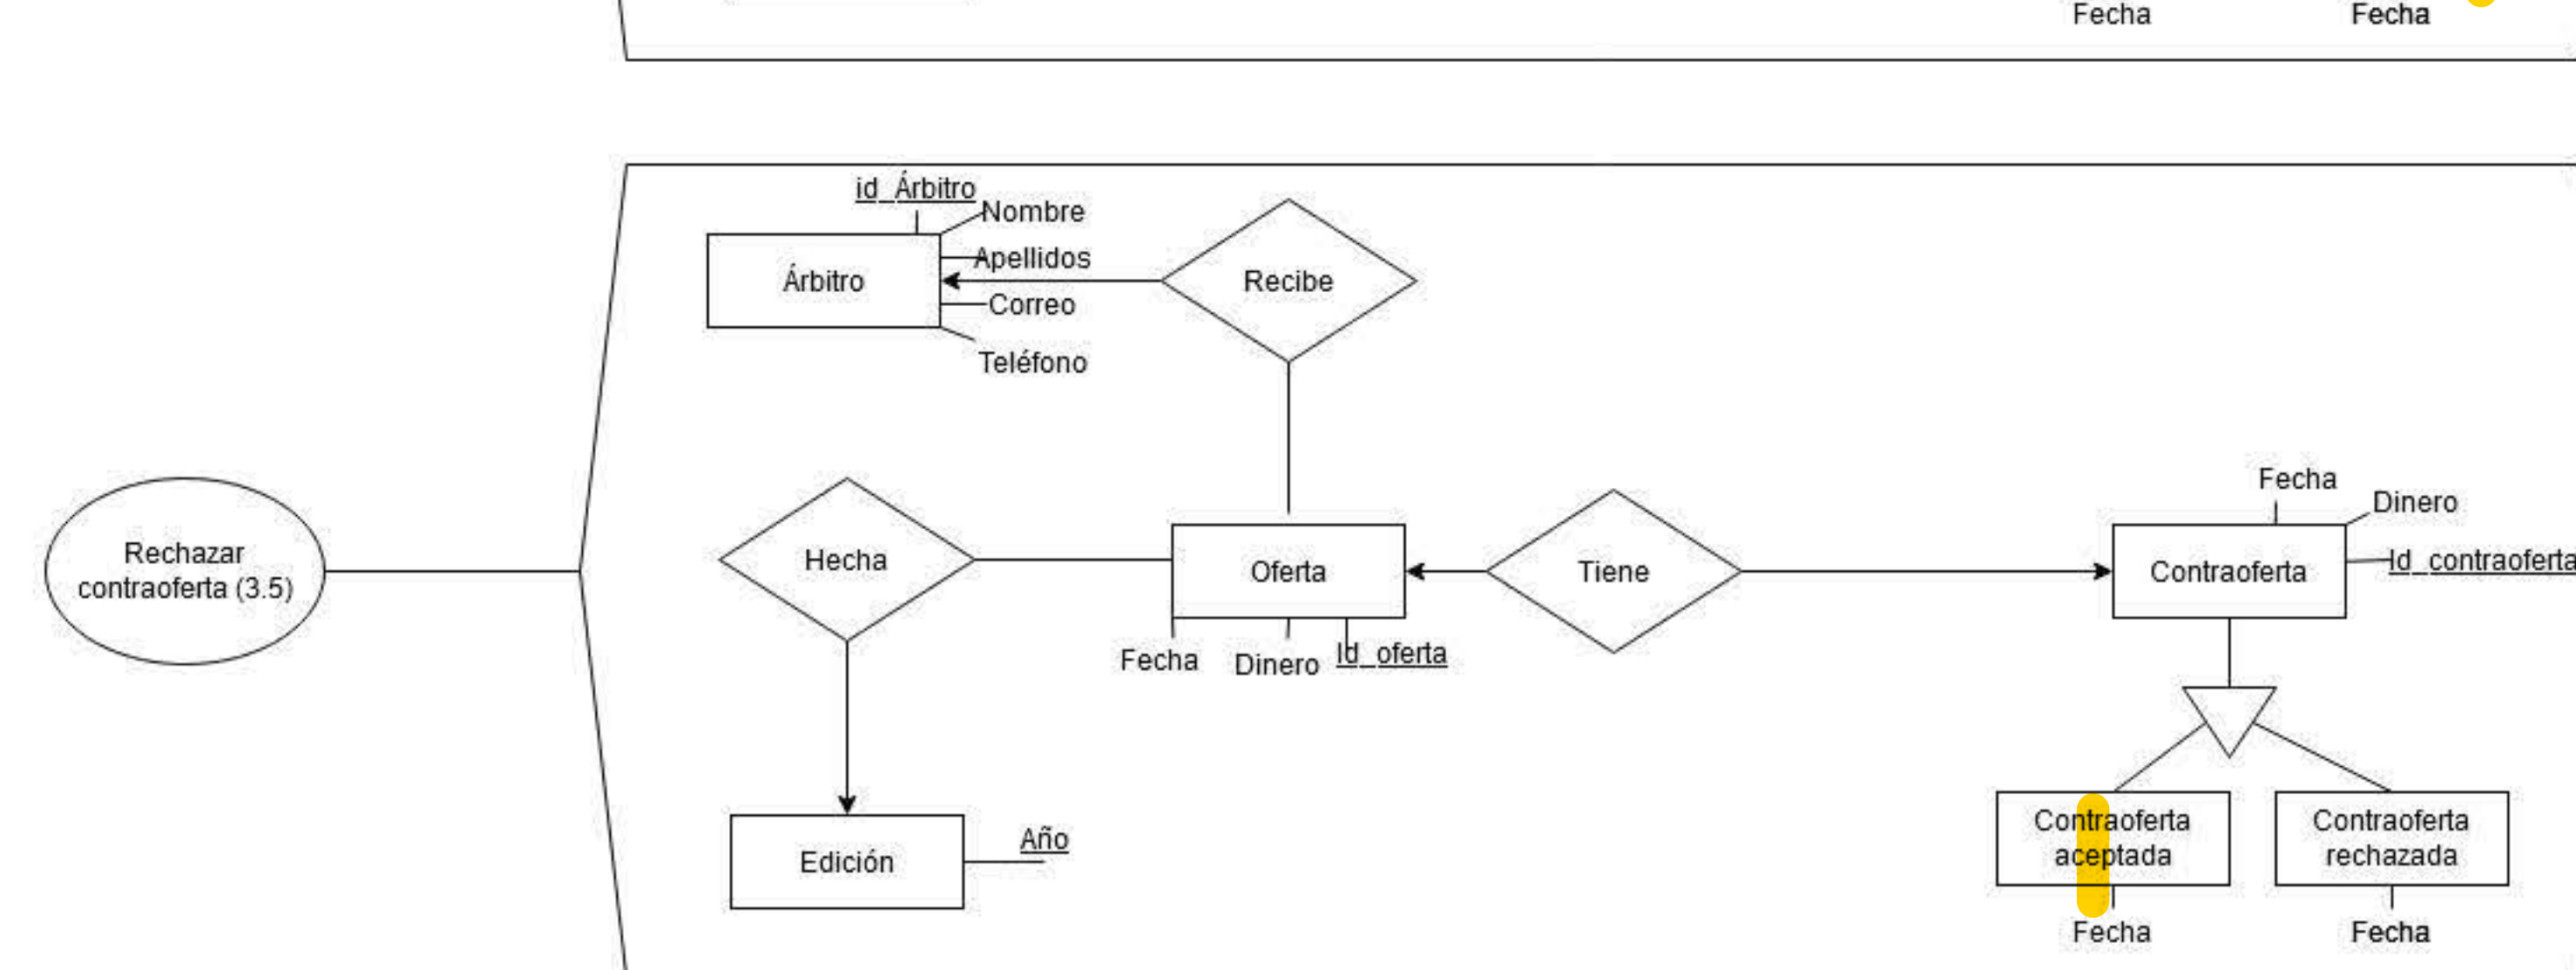 Fecha
Fecha
id_Árbitro
Nombre
Apellidos
Árbitro
Recibe
Correo
Teléfono
Rechazar
contraoferta (3.5)
Hecha
Oferta
Tiene
Fecha
Dinero
Contraoferta
Id_contraoferta
Fecha
Dinero
Id_oferta
Edición
Año
Contraoferta
aceptada
Contraoferta
rechazada
Fecha
Fecha